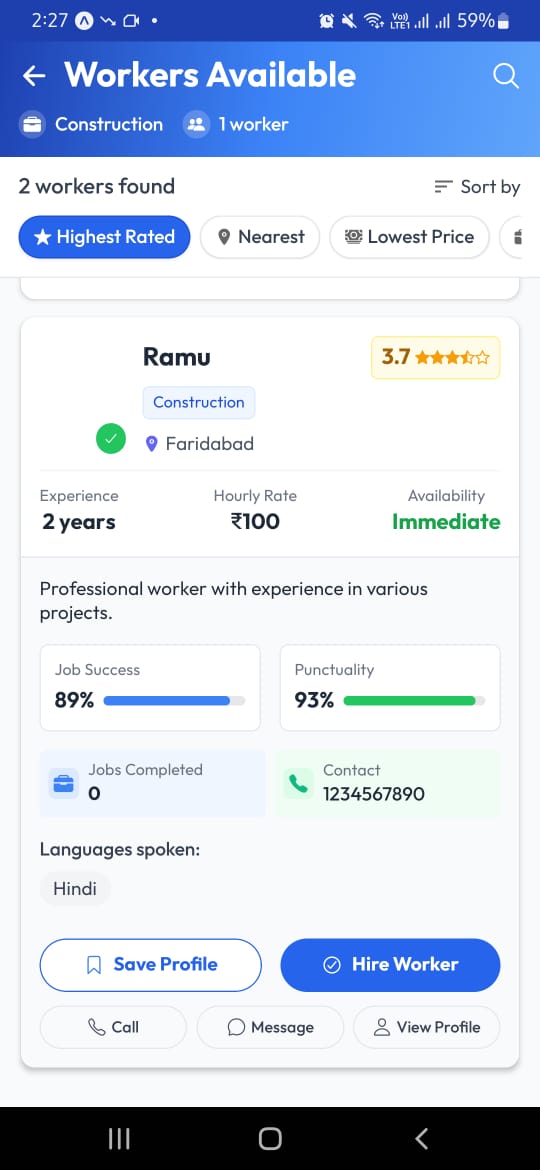 2:27
Vo))
LTE1
59%
Workers Available
Construction
1 worker
2 workers found
Sort by
Highest Rated
Nearest
Lowest Price
Ramu
3.7
Construction
Faridabad
Experience
Hourly Rate
Availability
2 years
₹100
Immediate
Professional worker with experience in various
projects.
Job Success
Punctuality
89%
93%
Jobs Completed
0
Contact
1234567890
Languages spoken:
Hindi
Save Profile
Hire Worker
Call
Message
View Profile